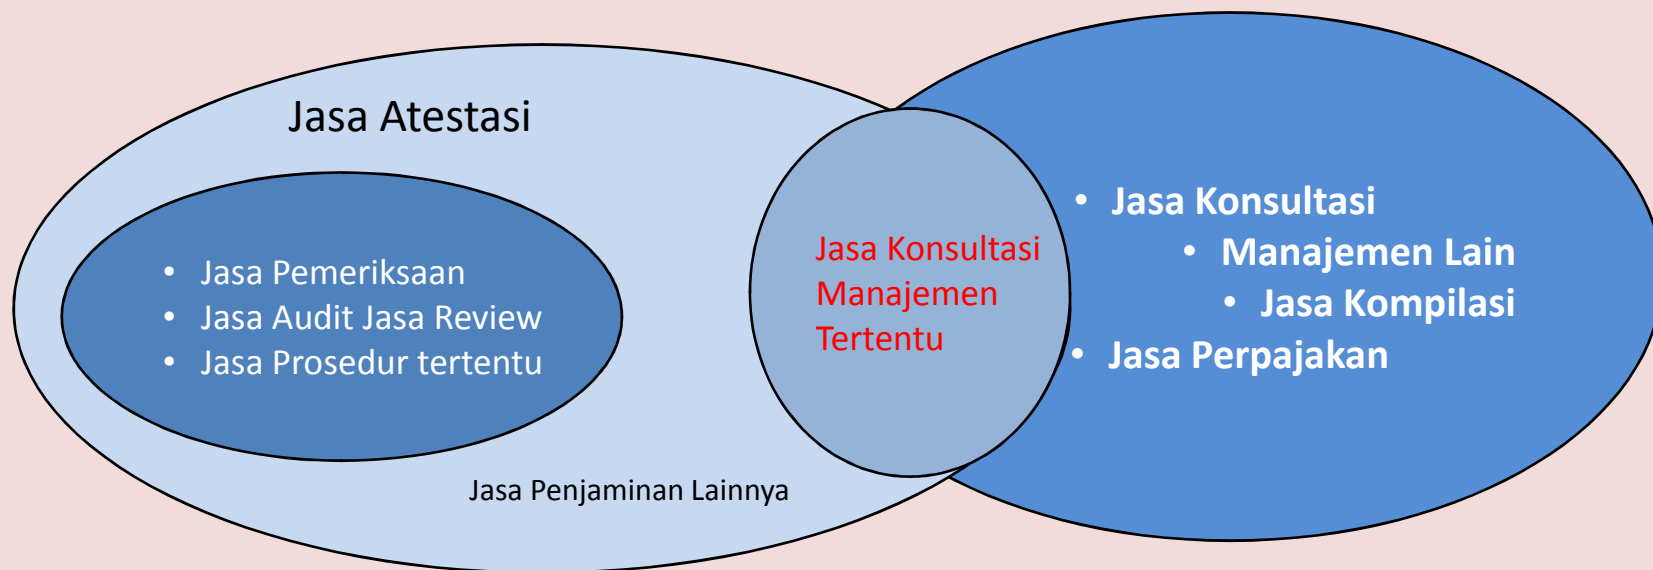 Jasa Atestasi
• Jasa Pemeriksaan
• Jasa Audit Jasa Review
• Jasa Prosedur tertentu
Jasa Penjaminan Lainnya
Jasa Konsultasi
Manajemen
Tertentu
• Jasa Konsultasi
• Manajemen Lain
• Jasa Kompilasi
• Jasa Perpajakan